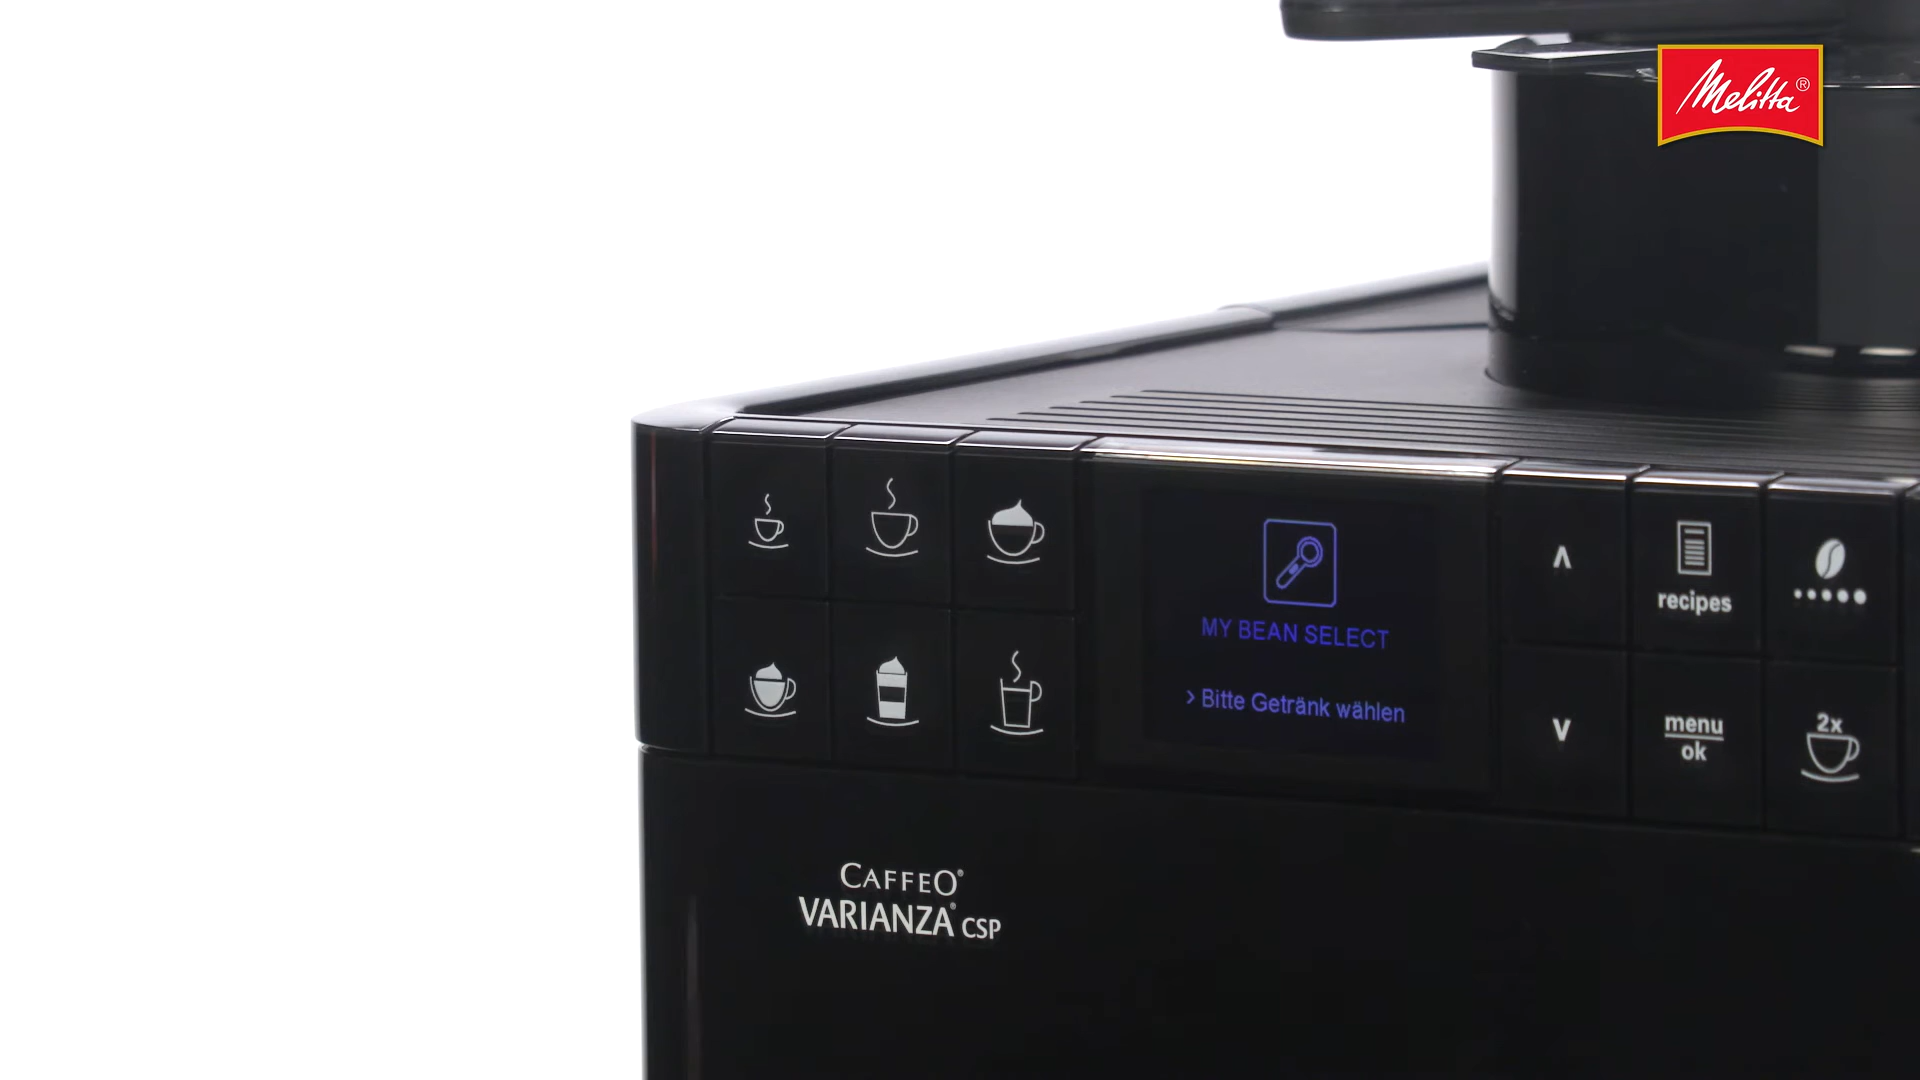 Melitta®
MY BEAN SELECT
> Bitte Getränk wählen
∧
recipes
∨
menu
ok
2x
CAFFEO®
VARIANZA® CSP